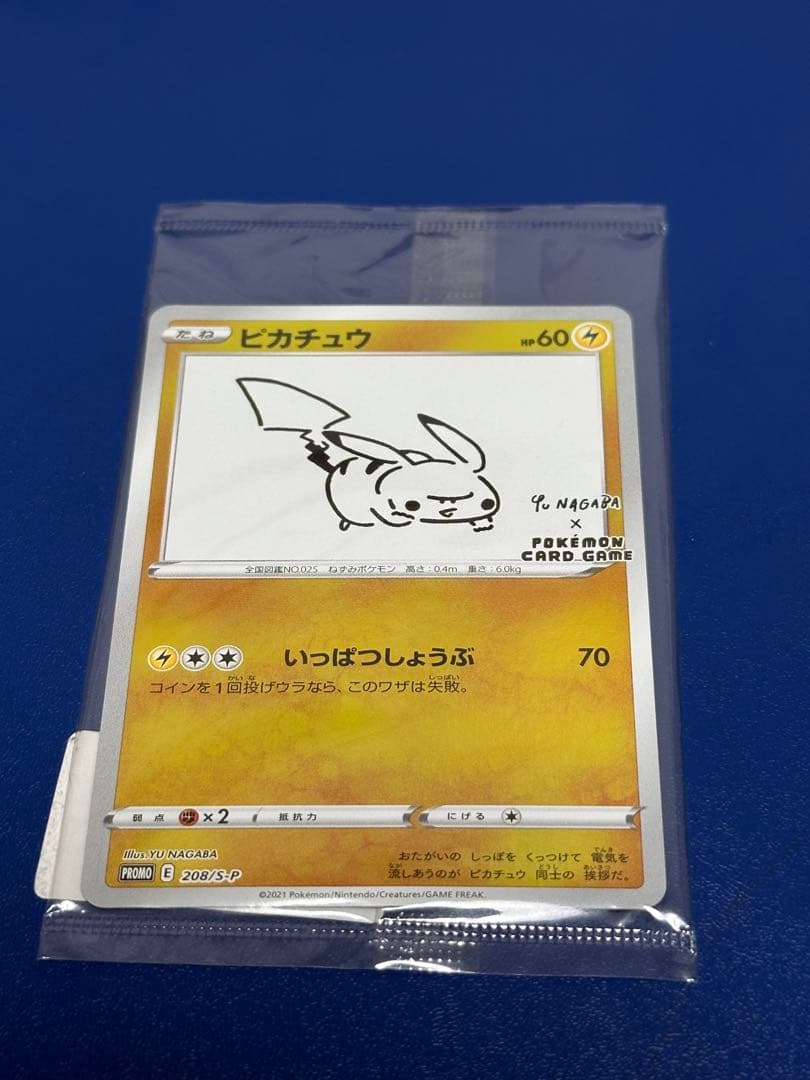 たね ピカチュウ HP60
Yu NAGABA
×
POKÉMON
CARD GAME
全国図鑑NO.025 ねずみポケモン 高さ:0.4m 重さ:6.0kg
いっぱつしょうぶ 70
コインを1回投げウラなら、このワザは失敗。
弱点 ×2 抵抗力 にげる
Illus. YU NAGABA
PROMO E 208/S-P
おたがいの しっぽを くっつけて 電気を
流しあうのが ピカチュウ 同士の 挨拶だ。
©2021 Pokémon/Nintendo/Creatures/GAME FREAK.